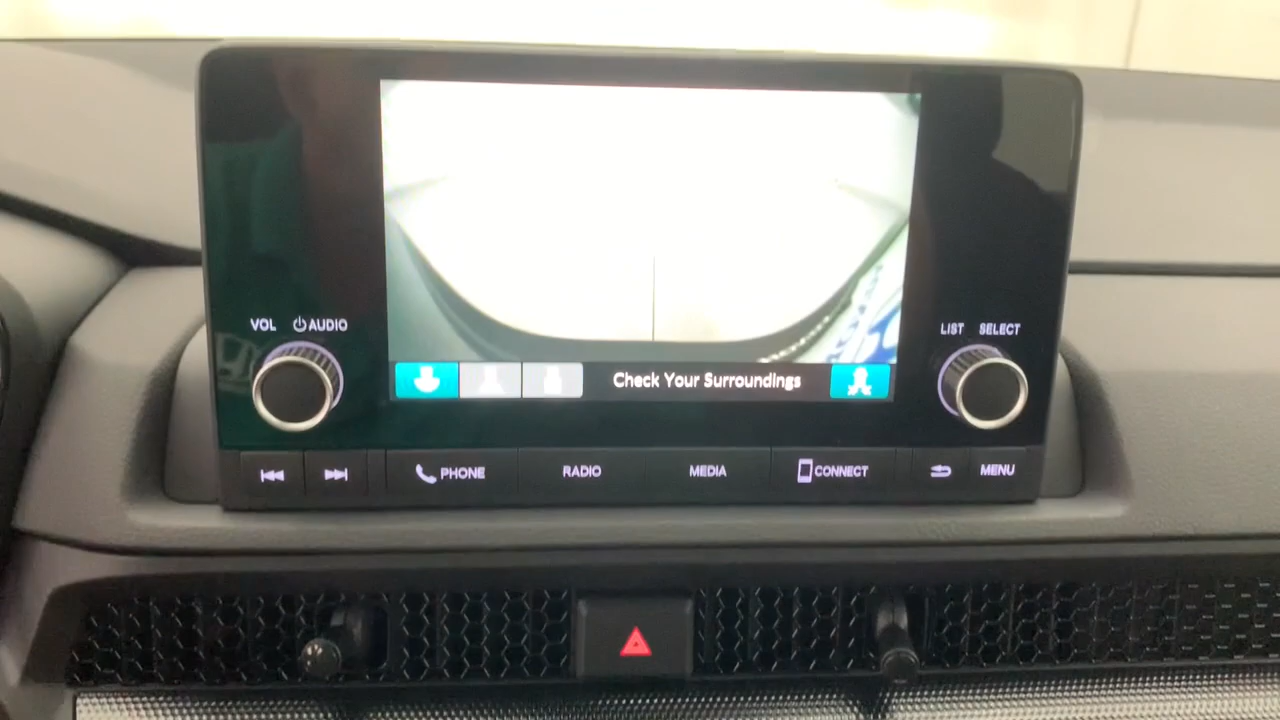 VOL AUDIO
LIST SELECT
Check Your Surroundings
PHONE
RADIO
MEDIA
CONNECT
MENU